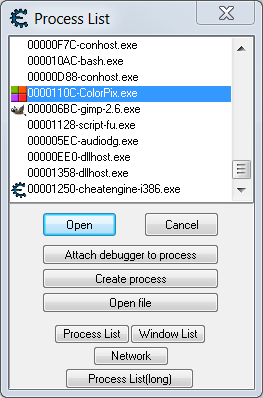 Process List
00000F7C-conhost.exe
000010AC-bash.exe
00000D88-conhost.exe
0000110C-ColorPix.exe
000006BC-gimp-2.6.exe
00001128-script-fu.exe
000005EC-audiodg.exe
00000EE0-dllhost.exe
00001358-dllhost.exe
00001250-cheatengine-i386.exe
Open Cancel
Attach debugger to process
Create process
Open file
Process List Window List
Network
Process List(long)